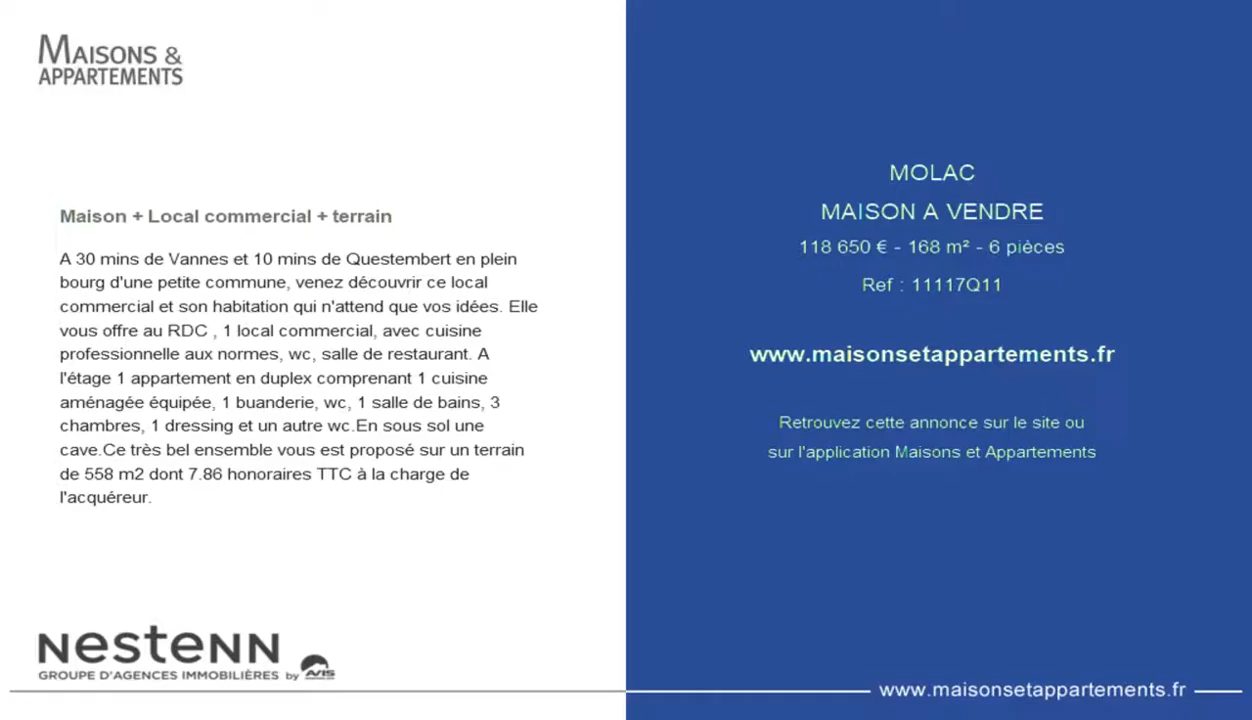 MAISONS &
APPARTEMENTS
Maison + Local commercial + terrain
A 30 mins de Vannes et 10 mins de Questembert en plein
bourg d'une petite commune, venez découvrir ce local
commercial et son habitation qui n'attend que vos idées. Elle
vous offre au RDC , 1 local commercial, avec cuisine
professionnelle aux normes, wc, salle de restaurant. A
l'étage 1 appartement en duplex comprenant 1 cuisine
aménagée équipée, 1 buanderie, wc, 1 salle de bains, 3
chambres, 1 dressing et un autre wc.En sous sol une
cave.Ce très bel ensemble vous est proposé sur un terrain
de 558 m2 dont 7.86 honoraires TTC à la charge de
l'acquéreur.
Nestenn
GROUPE D'AGENCES IMMOBILIÈRES by AVIS
MOLAC
MAISON A VENDRE
118 650 € - 168 m² - 6 pièces
Ref : 11117Q11
www.maisonsetappartements.fr
Retrouvez cette annonce sur le site ou
sur l'application Maisons et Appartements
www.maisonsetappartements.fr